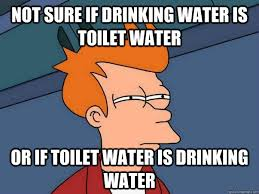 NOT SURE IF DRINKING WATER IS
TOILET WATER
OR IF TOILET WATER IS DRINKING
WATER